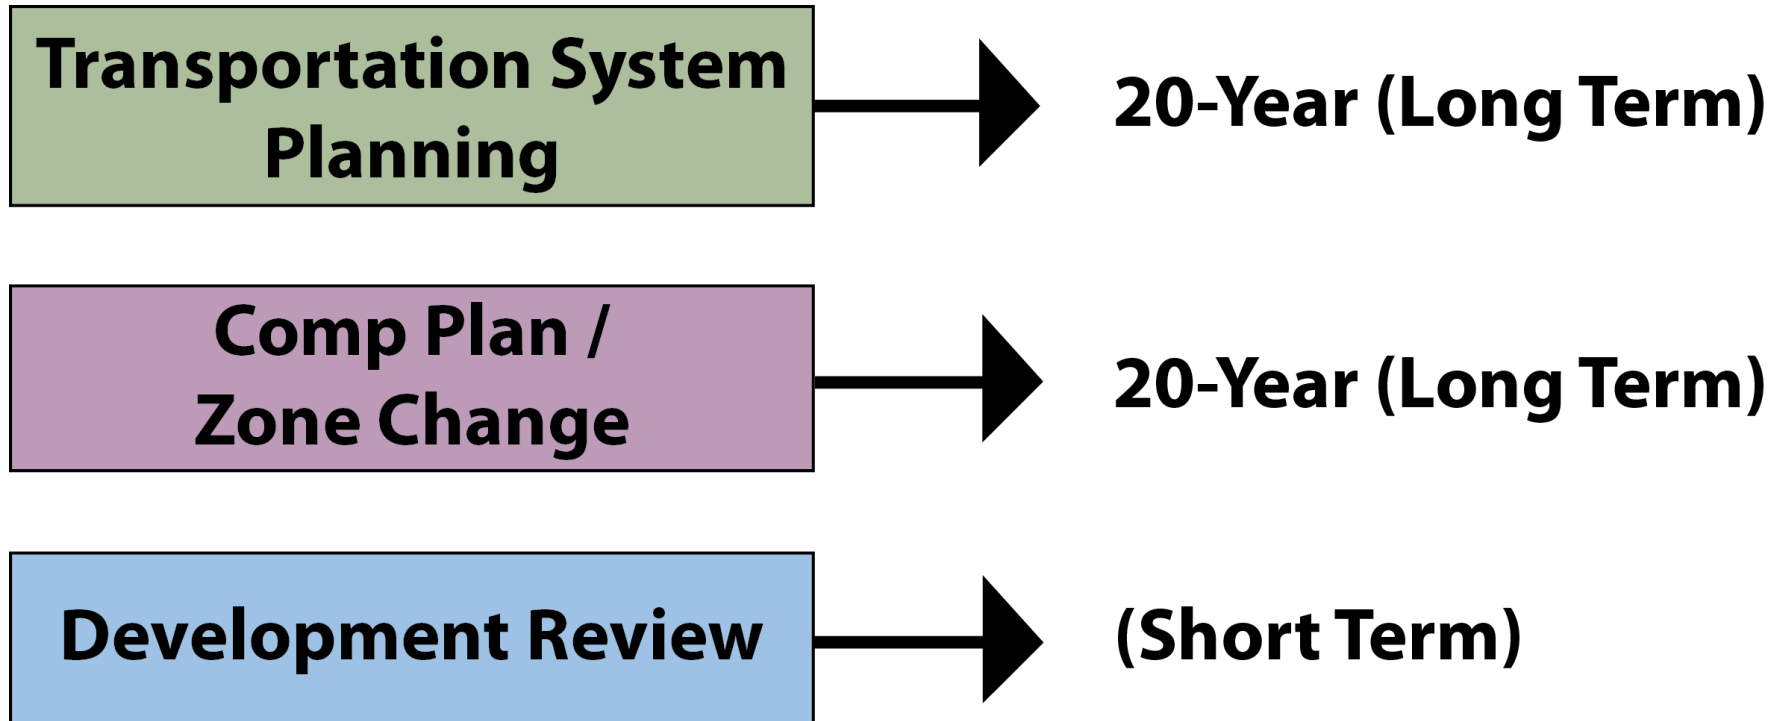 Transportation System
Planning
20-Year (Long Term)
Comp Plan /
Zone Change
20-Year (Long Term)
Development Review
(Short Term)